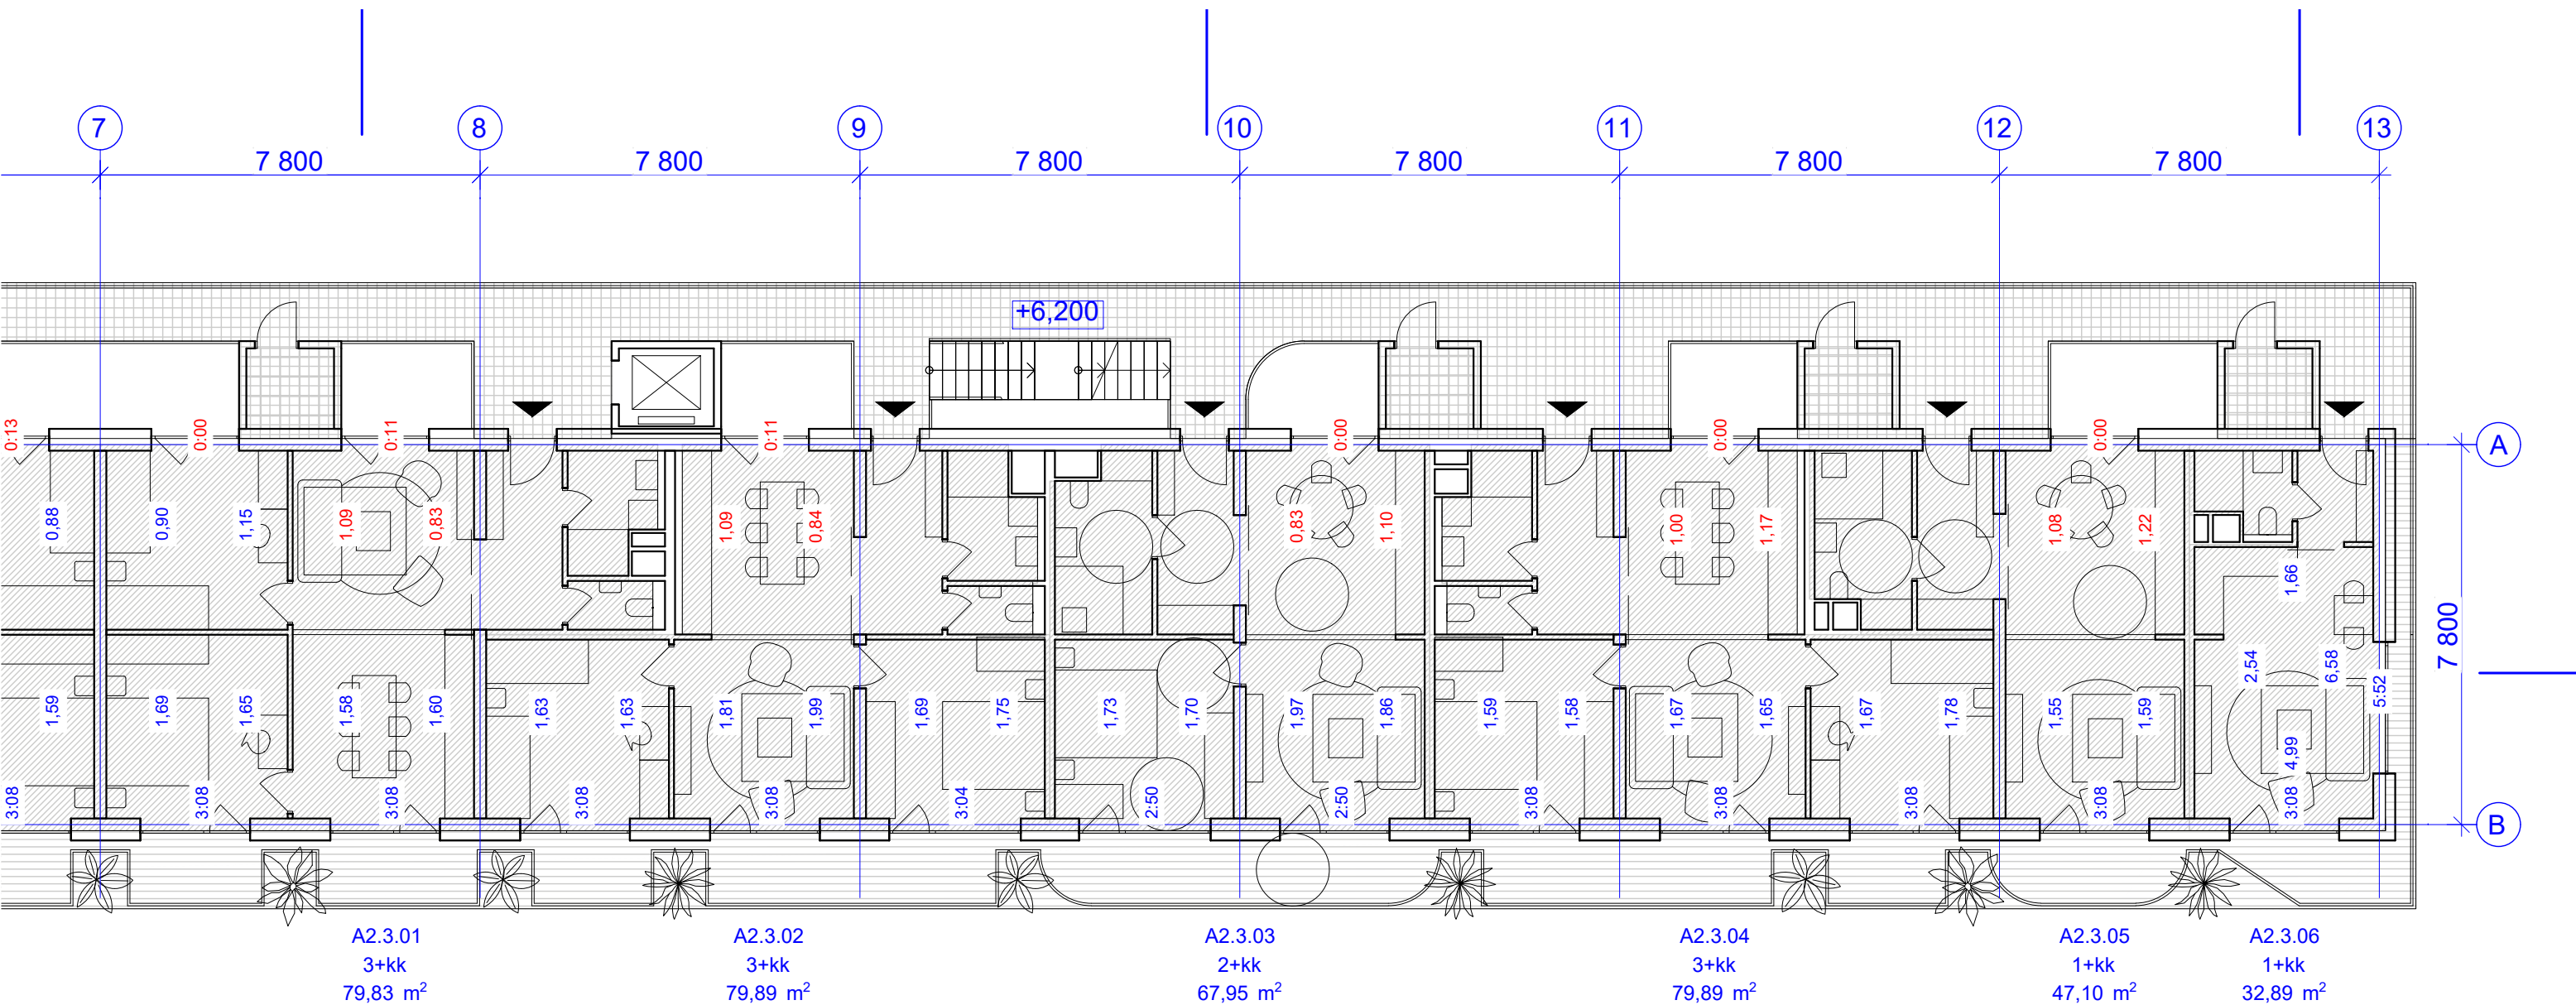 7 8 9 10 11 12 13
7 800 7 800 7 800 7 800 7 800 7 800
+6,200
0:13 0:00 0:11 0:11 0:00 0:00 0:00
A
0,88 0,90 1,15 1,09 0,83 1,09 0,84 0,83 1,10 1,00 1,17 1,08 1,22
1,66
7 800
2,54 6,58
5:52
1,59 1,69 1,65 1,58 1,60 1,63 1,63 1,81 1,99 1,69 1,75 1,73 1,70 1,97 1,86 1,59 1,58 1,67 1,65 1,67 1,78 1,55 1,59
4,99
3:08 3:08 3:08 3:08 3:08 3:04 2:50 2:50 3:08 3:08 3:08 3:08 3:08
B
A2.3.01
3+kk
79,83 m²
A2.3.02
3+kk
79,89 m²
A2.3.03
2+kk
67,95 m²
A2.3.04
3+kk
79,89 m²
A2.3.05
1+kk
47,10 m²
A2.3.06
1+kk
32,89 m²